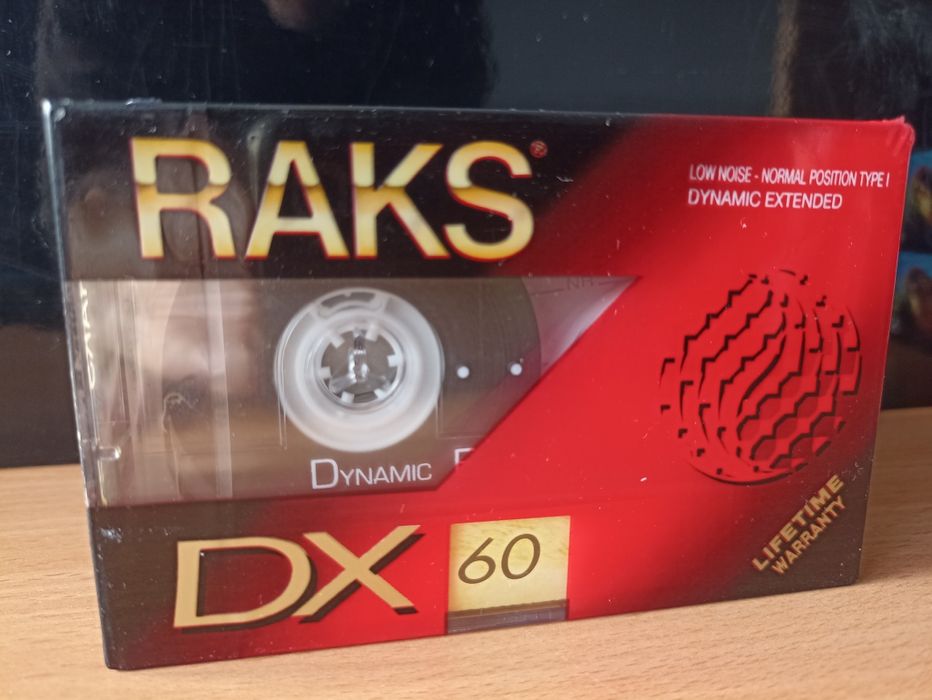 RAKS®
LOW NOISE - NORMAL POSITION TYPE I
DYNAMIC EXTENDED
DYNAMIC
DX 60
LIFETIME
WARRANTY